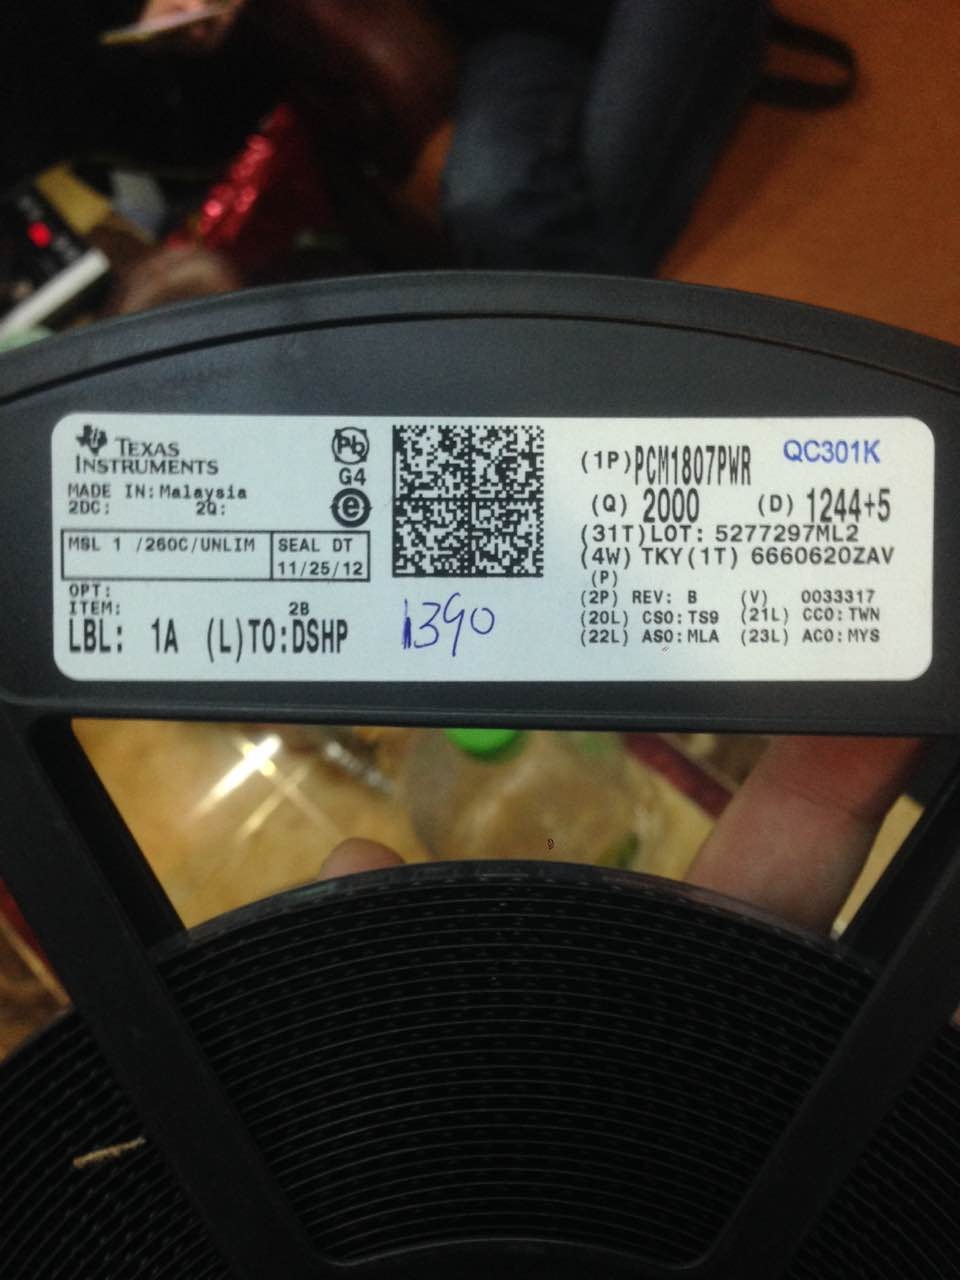 TEXAS
INSTRUMENTS
Pb
G4
e
MADE IN: Malaysia
2DC: 2Q:
MSL 1 /260C/UNLIM
SEAL DT
11/25/12
OPT:
ITEM:
2B
LBL: 1A (L)TO:DSHP
1390
(1P)PCM1807PWR
QC301K
(Q) 2000 (D) 1244+5
(31T)LOT: 5277297ML2
(4W) TKY(1T) 6660620ZAV
(P)
(2P) REV: B (V) 0033317
(20L) CSO:TS9 (21L) CCO:TWN
(22L) ASO:MLA (23L) ACO:MYS